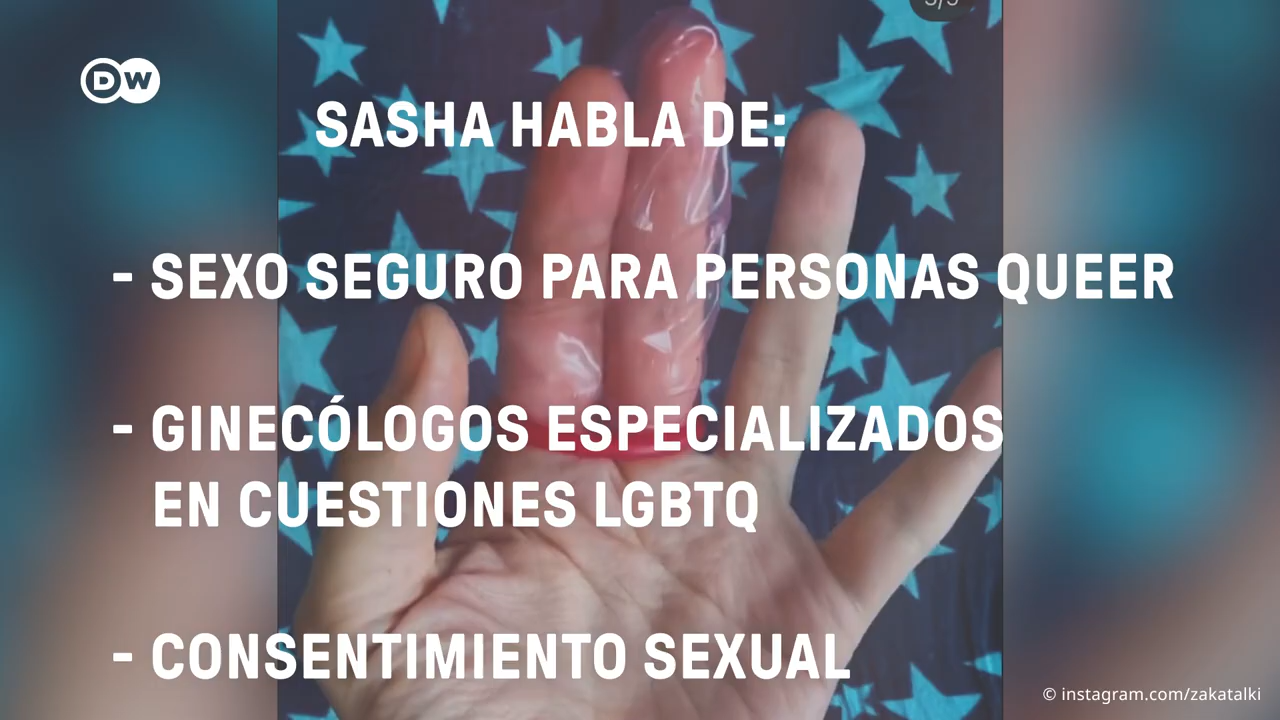 DW
SASHA HABLA DE:
- SEXO SEGURO PARA PERSONAS QUEER
- GINECÓLOGOS ESPECIALIZADOS
EN CUESTIONES LGBTQ
- CONSENTIMIENTO SEXUAL
© instagram.com/zakatalki